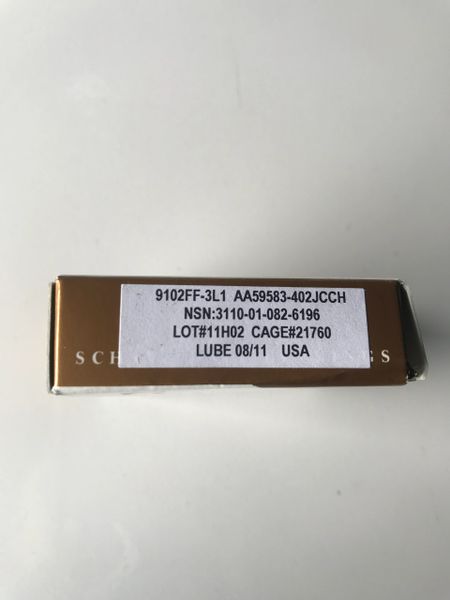 9102FF-3L1 AA59583-402JCCH
NSN:3110-01-082-6196
LOT#11H02 CAGE#21760
LUBE 08/11 USA